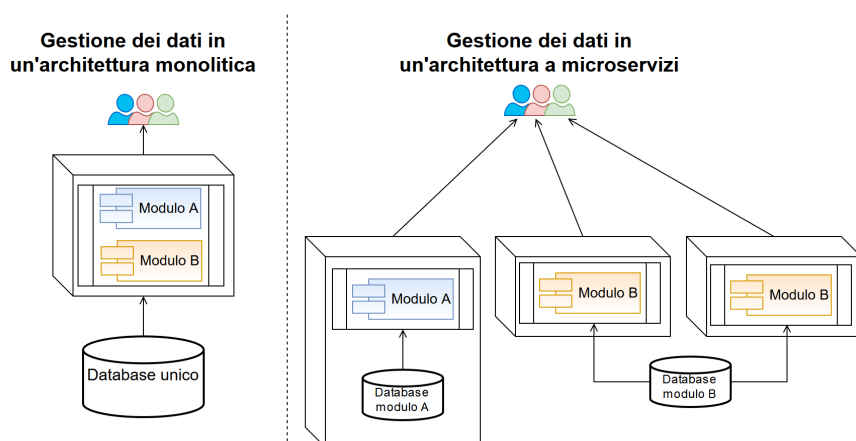 Gestione dei dati in
un'architettura monolitica
Modulo A
Modulo B
Database unico
Gestione dei dati in
un'architettura a microservizi
Modulo A
Database
modulo A
Modulo B
Modulo B
Database
modulo B